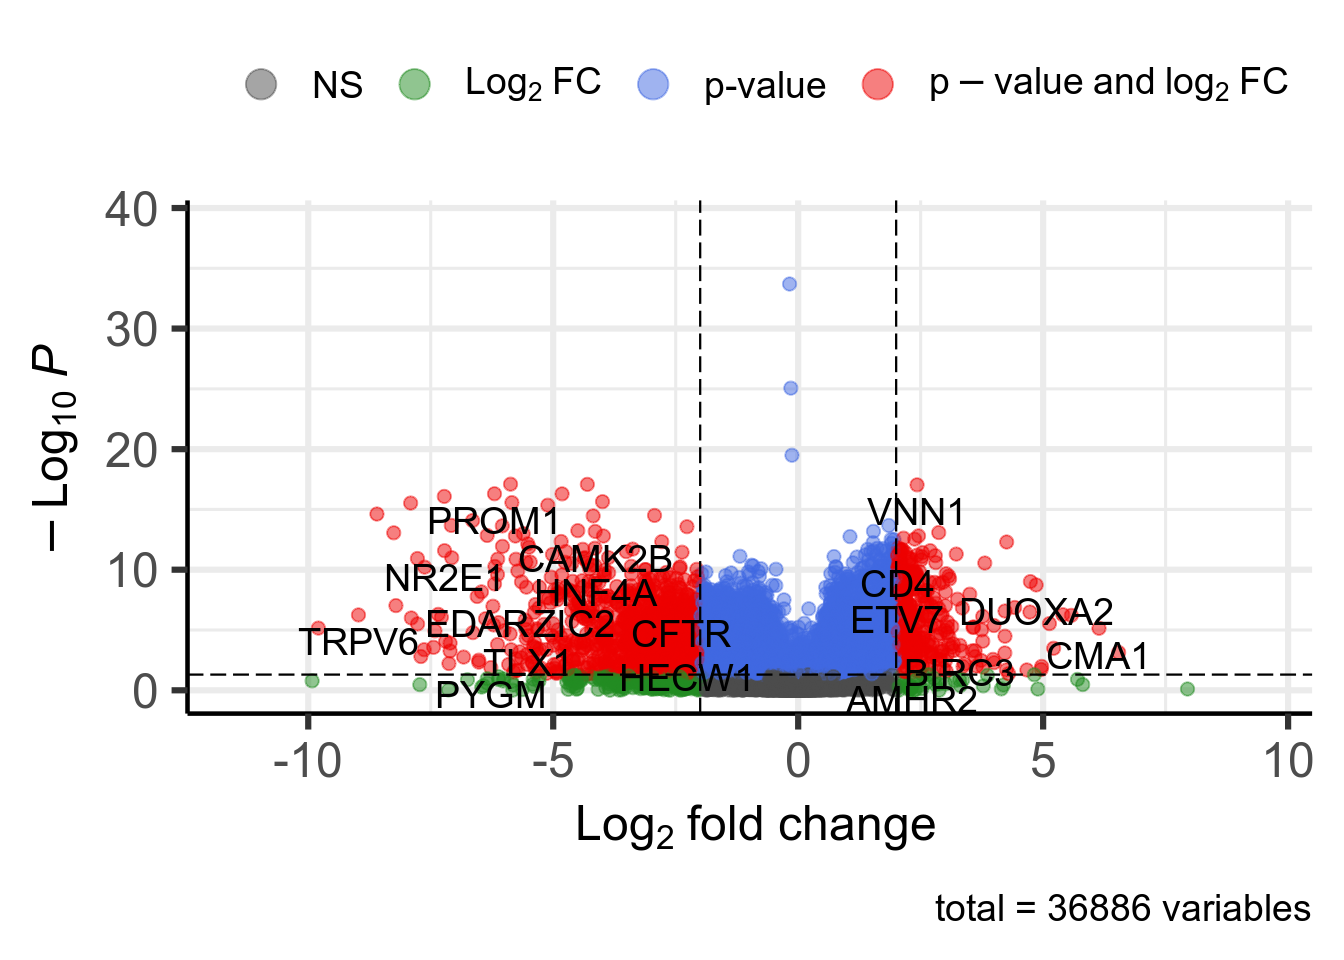 NS Log₂ FC p-value p − value and log₂ FC
− Log₁₀ P
40
30
20
10
0
VNN1
PROM1
CAMK2B
NR2E1
HNF4A
CD4
DUOXA2
ETV7
EDAR
ZIC2
CFTR
TRPV6
CMA1
TLX1
BIRC3
HECW1
PYGM
AMHR2
-10 -5 0 5 10
Log₂ fold change
total = 36886 variables